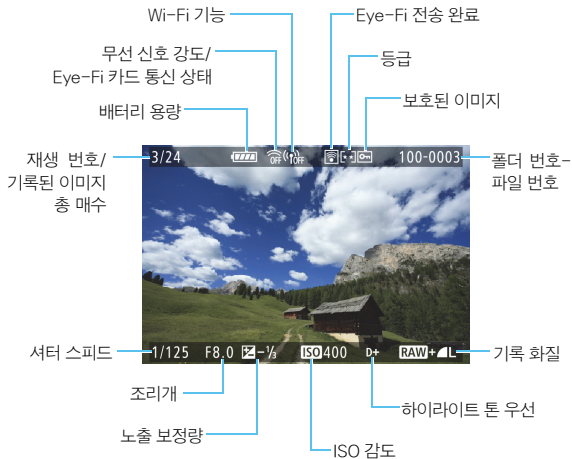 Wi-Fi 기능
Eye-Fi 전송 완료
무선 신호 강도/
Eye-Fi 카드 통신 상태
등급
배터리 용량
보호된 이미지
재생 번호/
기록된 이미지
총 매수
3/24
OFF
OFF
100-0003
폴더 번호-
파일 번호
셔터 스피드
1/125 F8.0 -1/3 ISO 400 D+ RAW+L
기록 화질
조리개
하이라이트 톤 우선
노출 보정량
ISO 감도